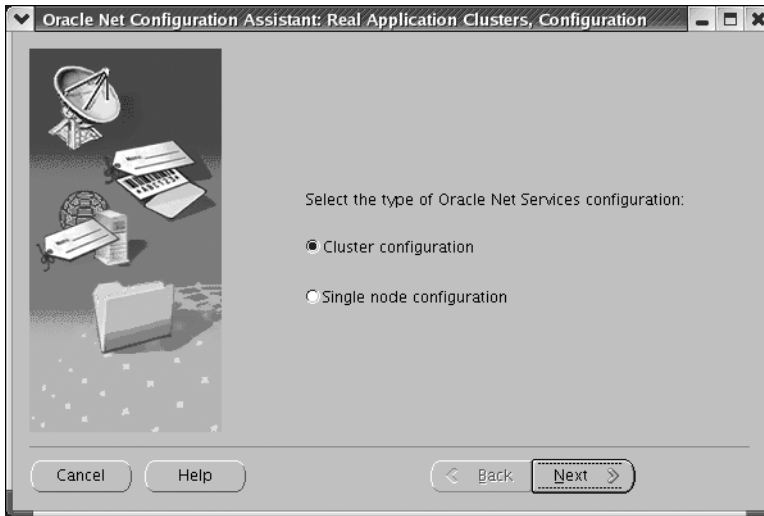 Oracle Net Configuration Assistant: Real Application Clusters, Configuration
Select the type of Oracle Net Services configuration:
Cluster configuration
Single node configuration
Cancel
Help
Back
Next